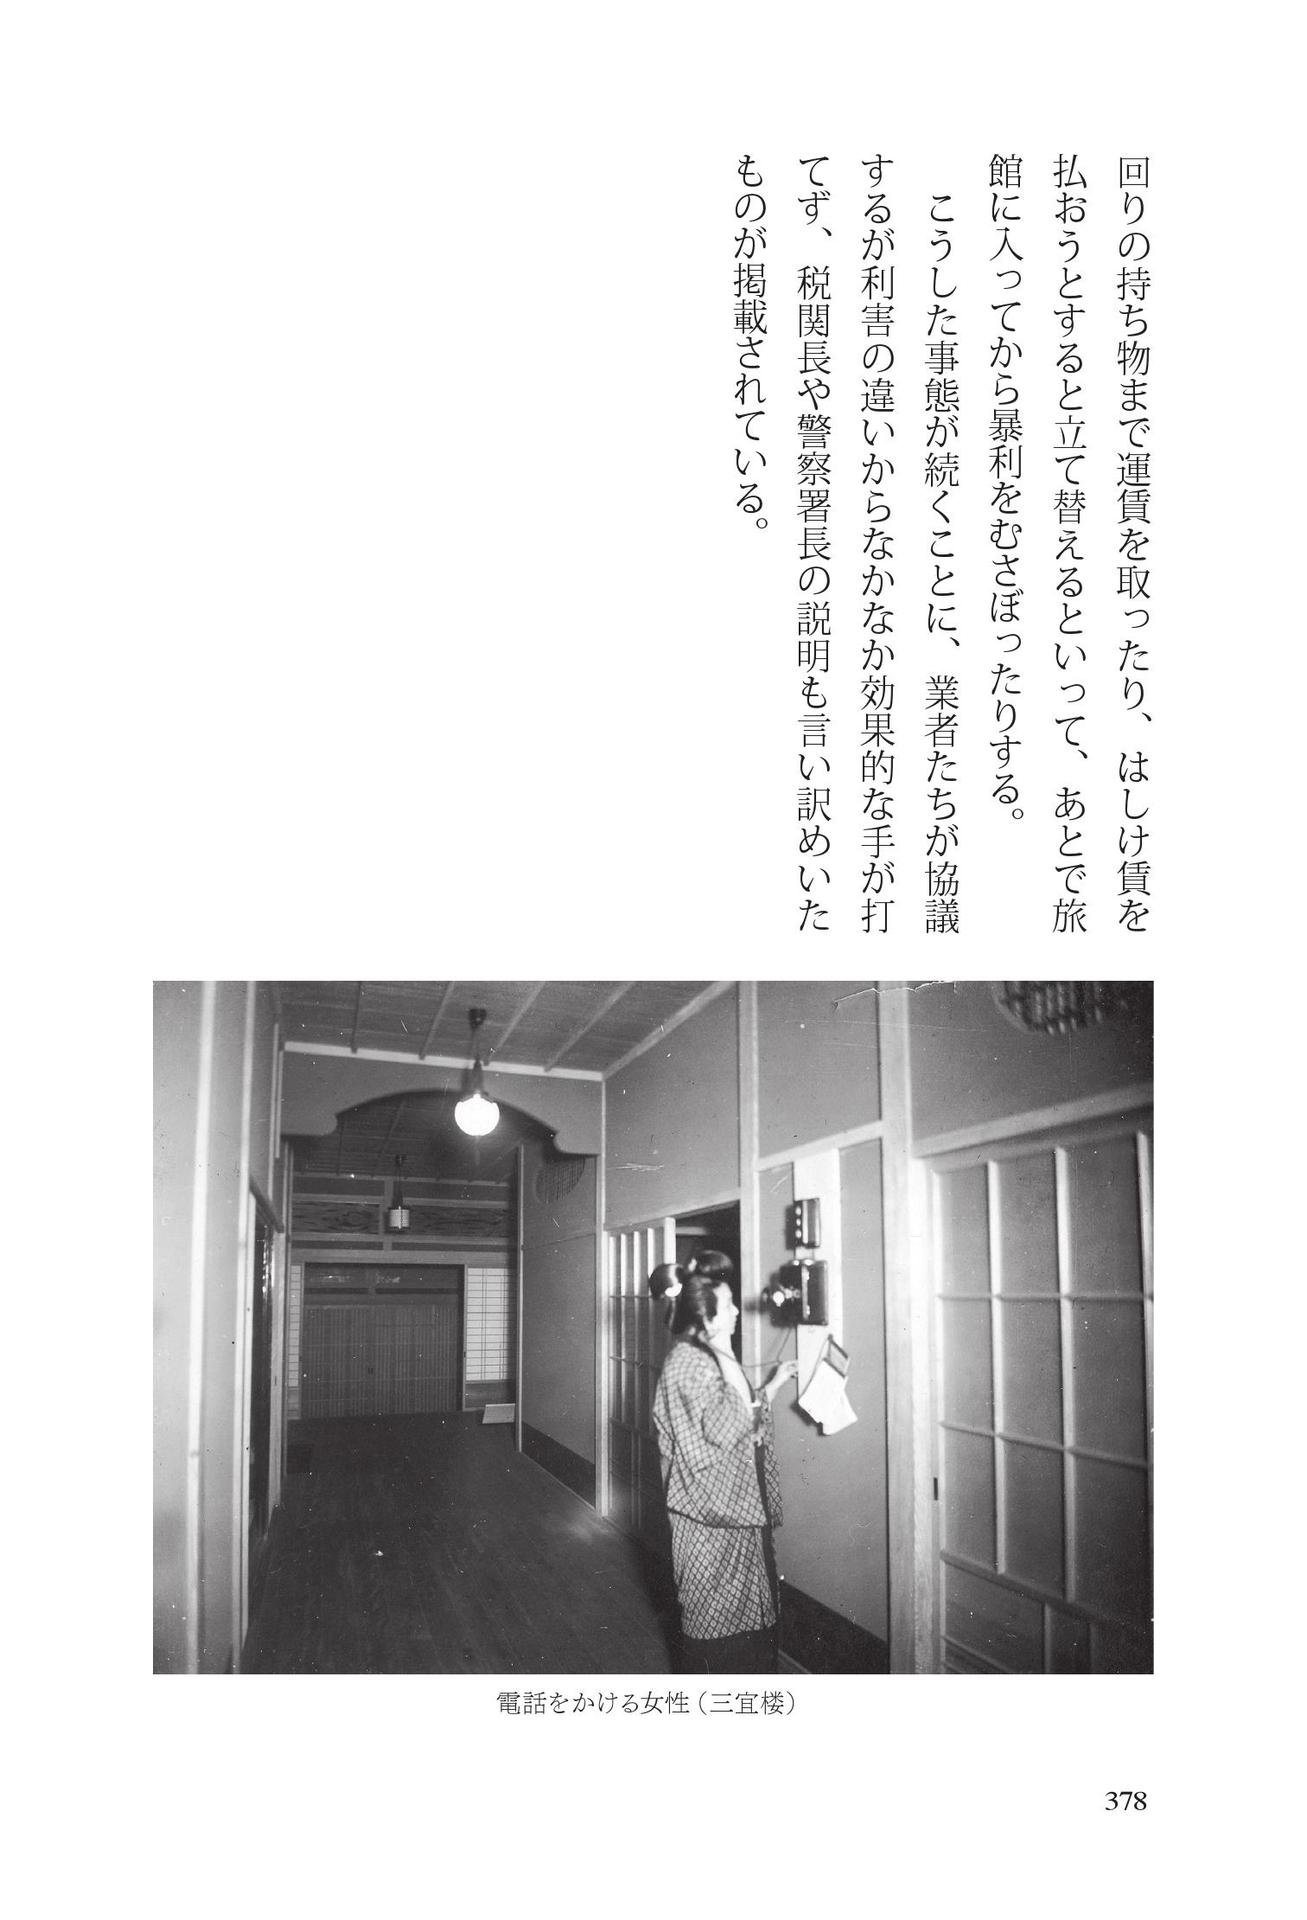 回りの持ち物まで運賃を取ったり、はしけ賃を
払おうとすると立て替えるといって、あとで旅
館に入ってから暴利をむさぼったりする。
　こうした事態が続くことに、業者たちが協議
するが利害の違いからなかなか効果的な手が打
てず、税関長や警察署長の説明も言い訳めいた
ものが掲載されている。
電話をかける女性（三宜楼）
378